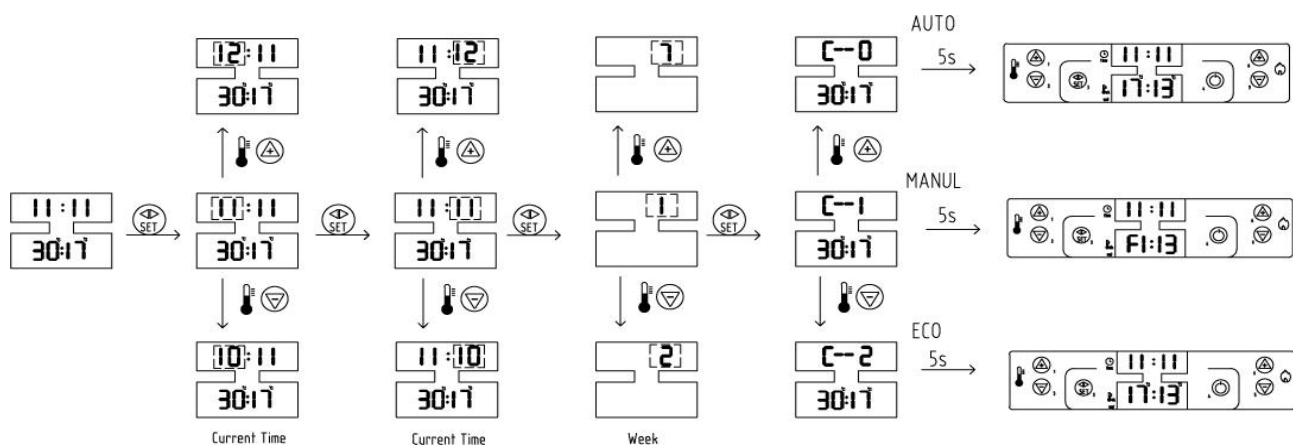 AUTO
12:11 11:12 7 C--0 5s 11:11
30°:17° 30°:17° 30°:17° SET 17°:13°
MANUL
11:11 11:11 11:11 1 C--1 5s 11:11
SET SET SET SET
30°:17° 30°:17° 30°:17° 30°:17° SET F1:13
ECO
10:11 11:10 2 C--2 5s 11:11
30°:17° 30°:17° 30°:17° SET 17°:13°
Current Time Current Time Week